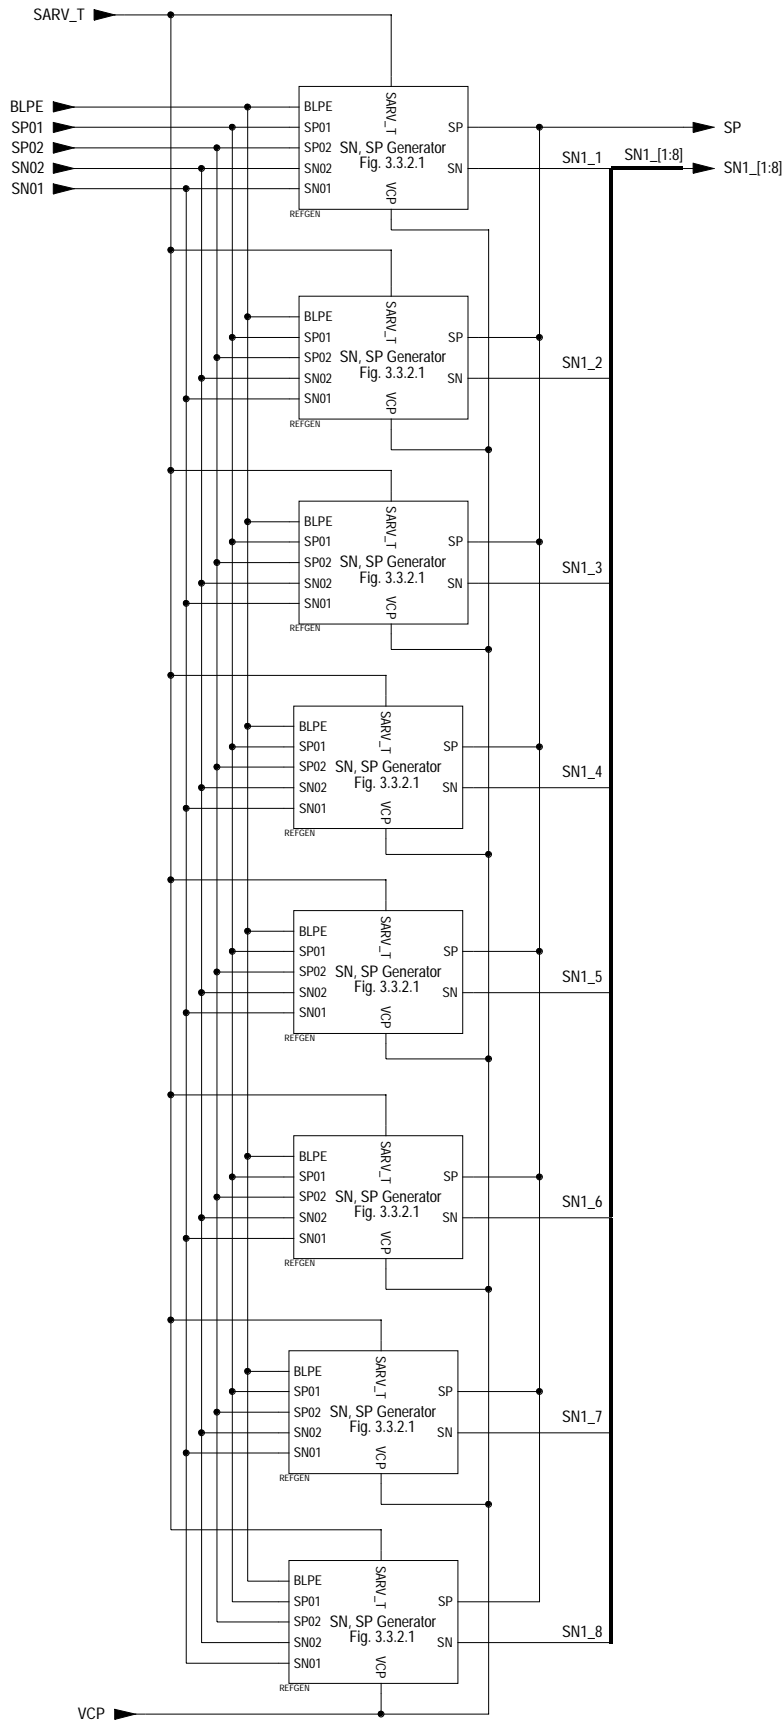 SARV_T
BLPE
SP01
SP02
SN02
SN01
BLPE
SP01
SP02
SN02
SN01
SARV_T
SN, SP Generator
Fig. 3.3.2.1
VCP
SP
SN
REFGEN
SP
SN1_1
SN1_[1:8]
SN1_[1:8]
BLPE
SP01
SP02
SN02
SN01
SARV_T
SN, SP Generator
Fig. 3.3.2.1
VCP
SP
SN
REFGEN
SN1_2
BLPE
SP01
SP02
SN02
SN01
SARV_T
SN, SP Generator
Fig. 3.3.2.1
VCP
SP
SN
REFGEN
SN1_3
BLPE
SP01
SP02
SN02
SN01
SARV_T
SN, SP Generator
Fig. 3.3.2.1
VCP
SP
SN
REFGEN
SN1_4
BLPE
SP01
SP02
SN02
SN01
SARV_T
SN, SP Generator
Fig. 3.3.2.1
VCP
SP
SN
REFGEN
SN1_5
BLPE
SP01
SP02
SN02
SN01
SARV_T
SN, SP Generator
Fig. 3.3.2.1
VCP
SP
SN
REFGEN
SN1_6
BLPE
SP01
SP02
SN02
SN01
SARV_T
SN, SP Generator
Fig. 3.3.2.1
VCP
SP
SN
REFGEN
SN1_7
BLPE
SP01
SP02
SN02
SN01
SARV_T
SN, SP Generator
Fig. 3.3.2.1
VCP
SP
SN
REFGEN
SN1_8
VCP